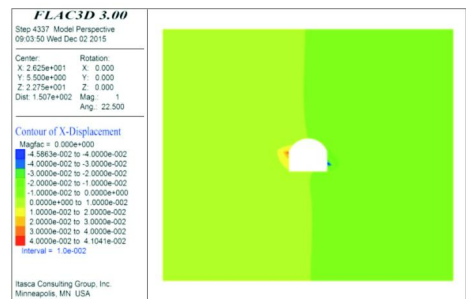 FLAC3D 3.00
Step 4337 Model Perspective
09:03:50 Wed Dec 02 2015
Center: Rotation:
X: 2.625e+001 X: 0.000
Y: 5.500e+000 Y: 0.000
Z: 2.275e+001 Z: 0.000
Dist: 1.507e+002 Mag.: 1
Ang.: 22.500
Contour of X-Displacement
Magfac = 0.000e+000
-4.5863e-002 to -4.0000e-002
-4.0000e-002 to -3.0000e-002
-3.0000e-002 to -2.0000e-002
-2.0000e-002 to -1.0000e-002
-1.0000e-002 to 0.0000e+000
0.0000e+000 to 1.0000e-002
1.0000e-002 to 2.0000e-002
2.0000e-002 to 3.0000e-002
3.0000e-002 to 4.0000e-002
4.0000e-002 to 4.1041e-002
Interval = 1.0e-002
Itasca Consulting Group, Inc.
Minneapolis, MN USA